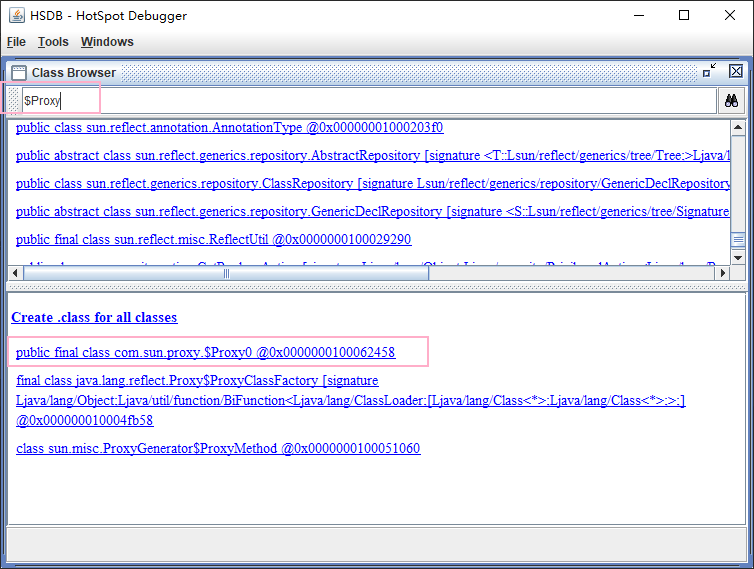 HSDB - HotSpot Debugger
File Tools Windows
Class Browser
$Proxy
public class sun.reflect.annotation.AnnotationType @0x00000001000203f0
public abstract class sun.reflect.generics.repository.AbstractRepository [signature <T::Lsun/reflect/generics/tree/Tree;>Ljava/l
public class sun.reflect.generics.repository.ClassRepository [signature Lsun/reflect/generics/repository/GenericDeclRepository
public abstract class sun.reflect.generics.repository.GenericDeclRepository [signature <S::Lsun/reflect/generics/tree/Signature
public final class sun.reflect.misc.ReflectUtil @0x0000000100029290
Create .class for all classes
public final class com.sun.proxy.$Proxy0 @0x0000000100062458
final class java.lang.reflect.Proxy$ProxyClassFactory [signature
Ljava/lang/Object;Ljava/util/function/BiFunction<Ljava/lang/ClassLoader;[Ljava/lang/Class<*>;Ljava/lang/Class<*>;>;]
@0x000000010004fb58
class sun.misc.ProxyGenerator$ProxyMethod @0x0000000100051060